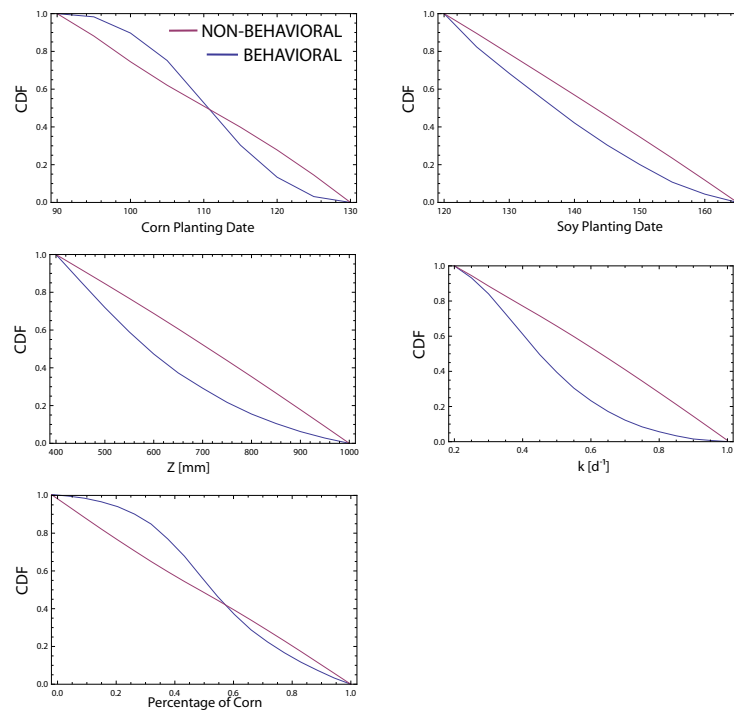 1.0
0.8
0.6
0.4
0.2
0.0
CDF
NON-BEHAVIORAL
BEHAVIORAL
90 100 110 120 130
Corn Planting Date
1.0
0.8
0.6
0.4
0.2
0.0
CDF
120 130 140 150 160
Soy Planting Date
1.0
0.8
0.6
0.4
0.2
0.0
CDF
400 500 600 700 800 900 1000
Z [mm]
1.0
0.8
0.6
0.4
0.2
0.0
CDF
0.2 0.4 0.6 0.8 1.0
k [d⁻¹]
1.0
0.8
0.6
0.4
0.2
0.0
CDF
0.0 0.2 0.4 0.6 0.8 1.0
Percentage of Corn